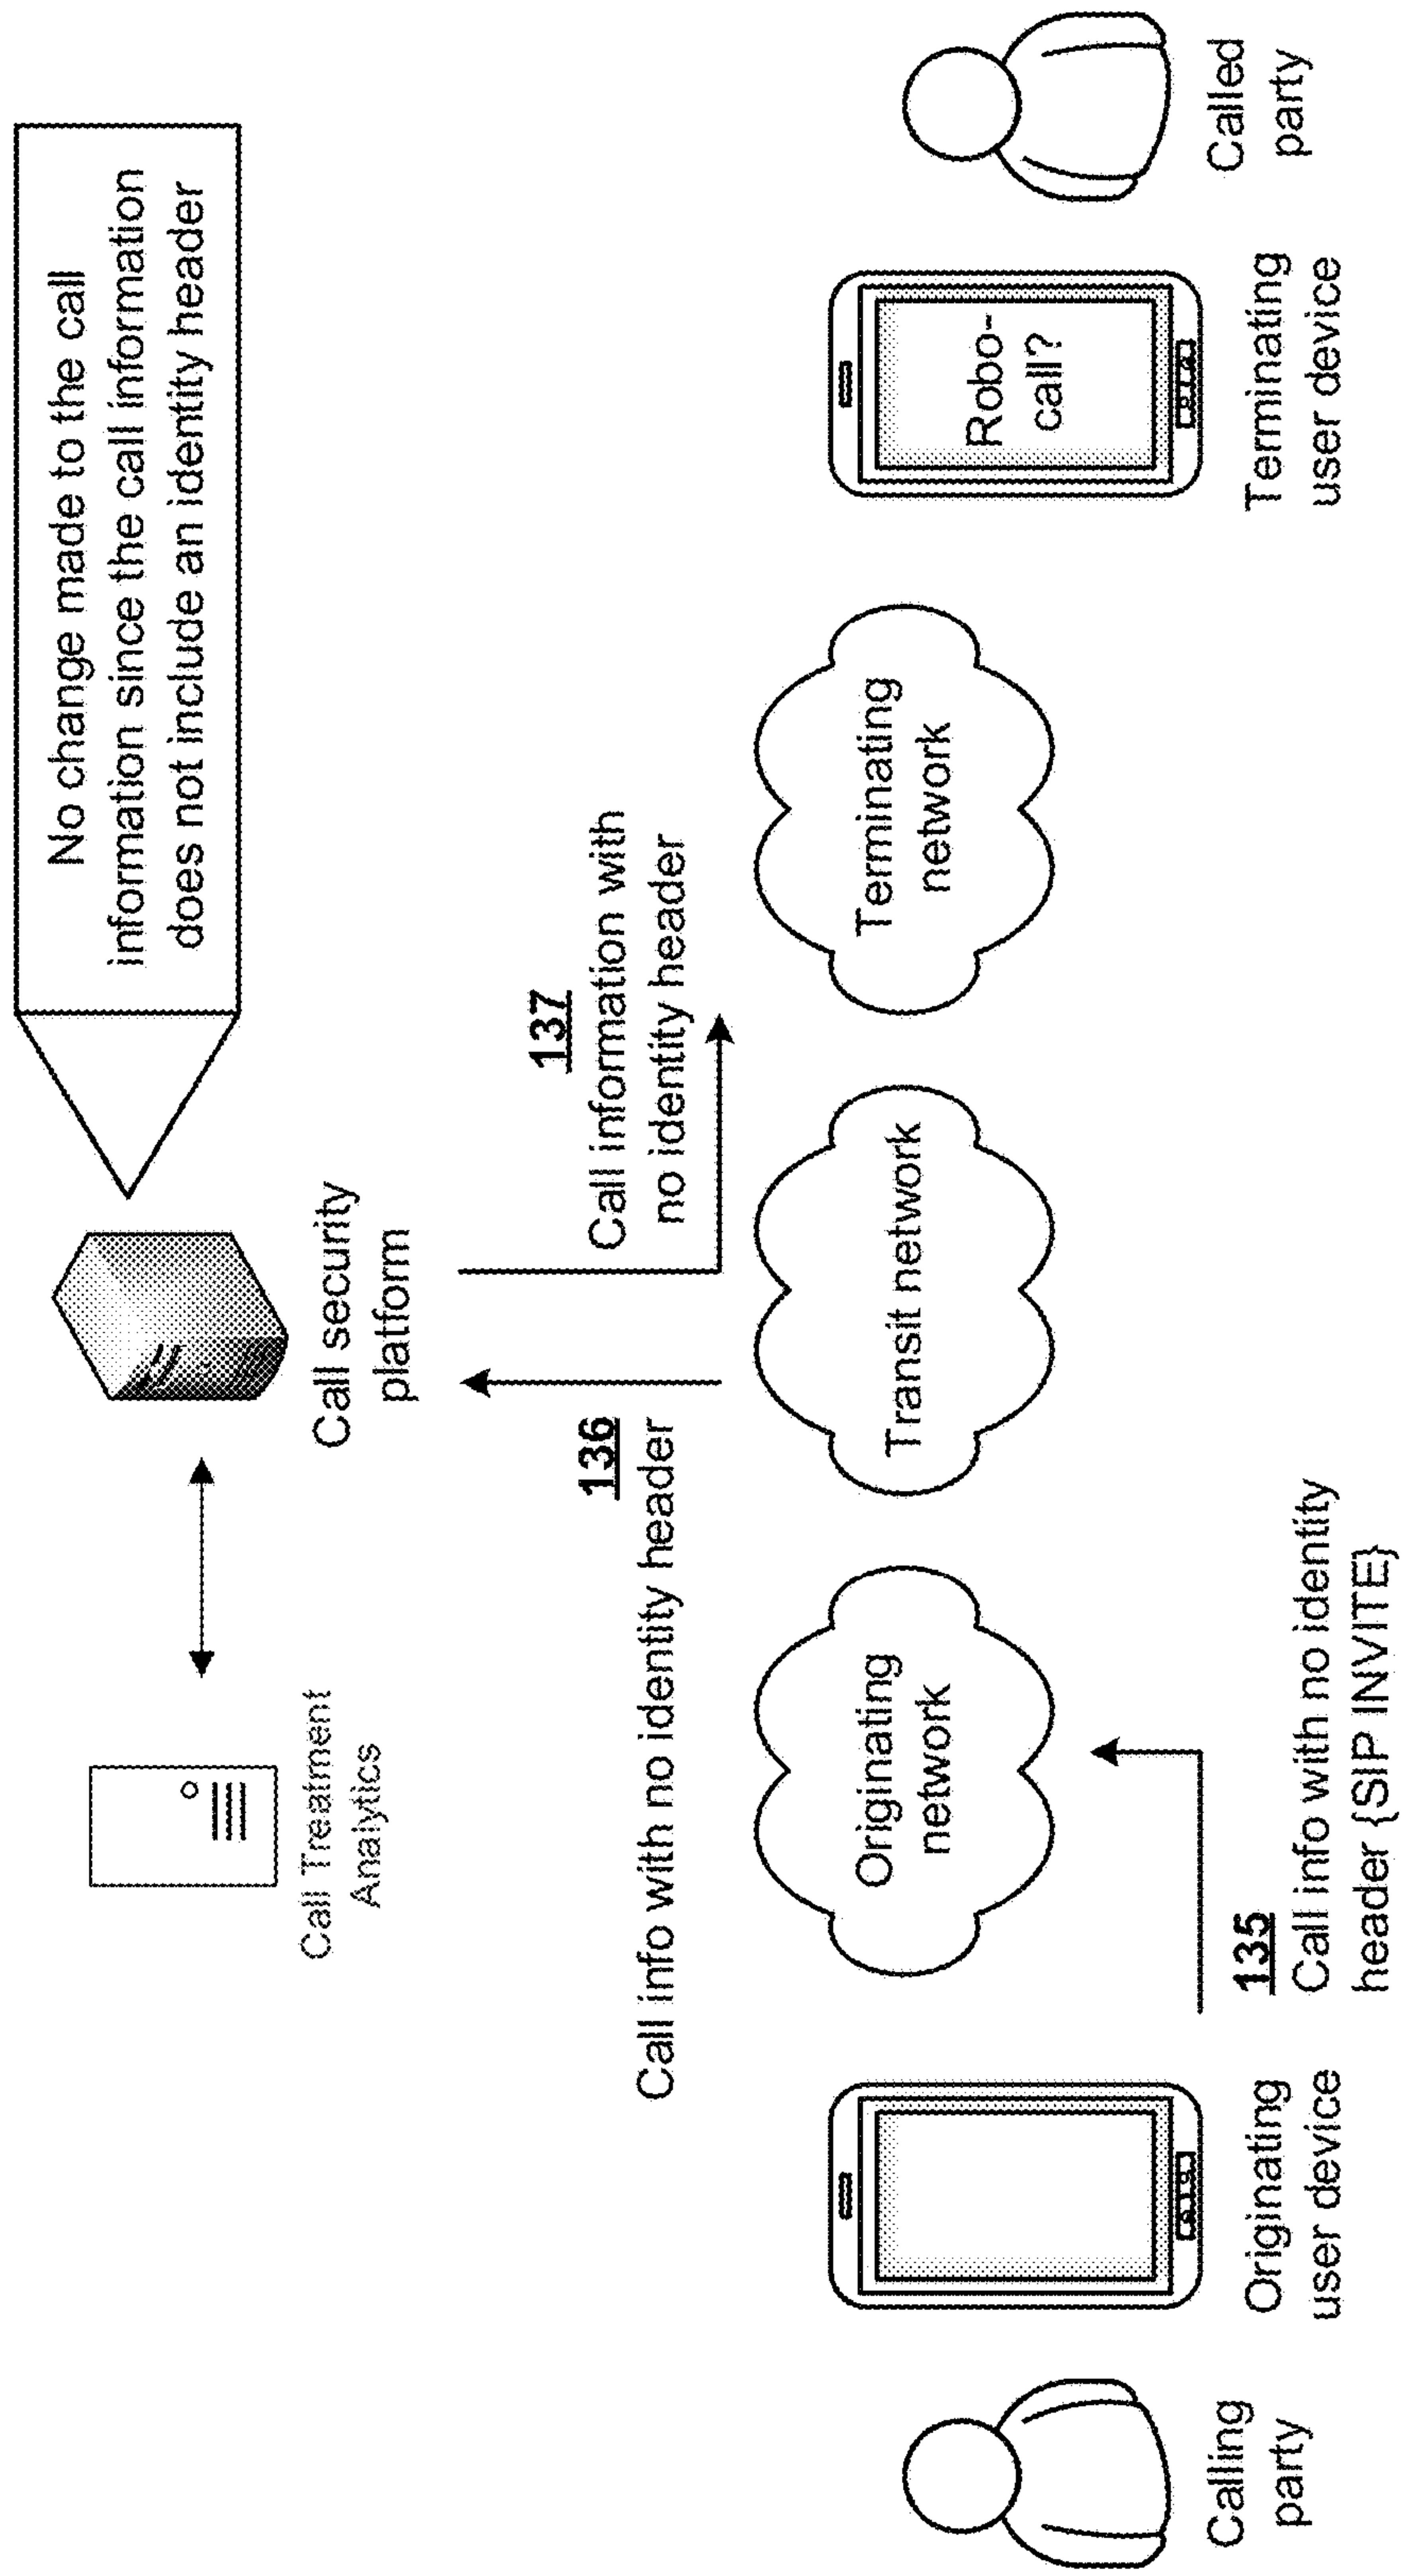 No change made to the call
information since the call information
does not include an identity header
Call Treatment
Analytics
Call security
platform
136
Call info with no identity header
137
Call information with
no identity header
Calling
party
Originating
user device
Originating
network
Transit network
Terminating
network
Robo-
call?
Terminating
user device
Called
party
135
Call info with no identity
header {SIP INVITE}